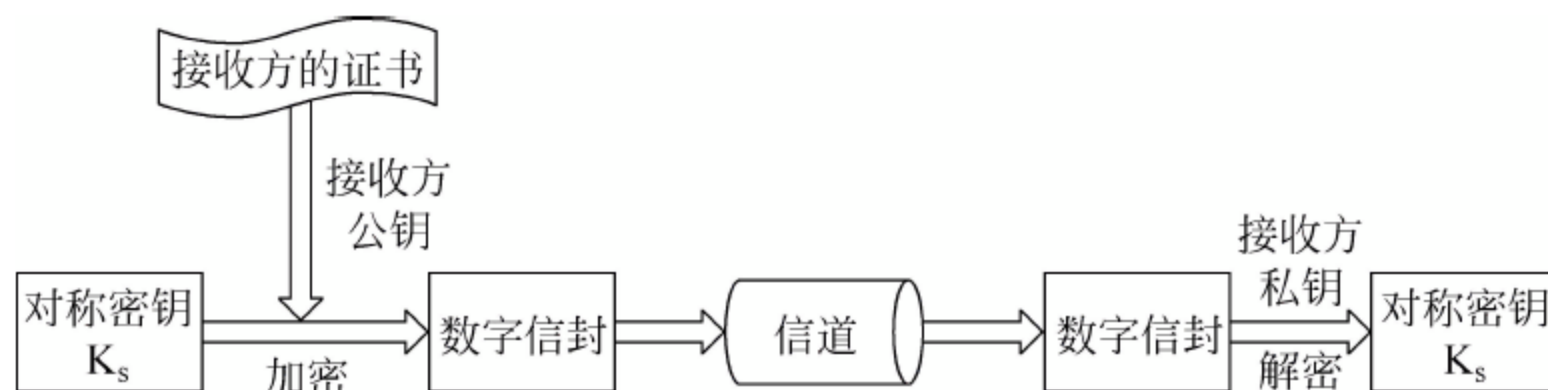 接收方的证书
接收方
公钥
对称密钥
Ks
加密
数字信封
信道
数字信封
接收方
私钥
解密
对称密钥
Ks